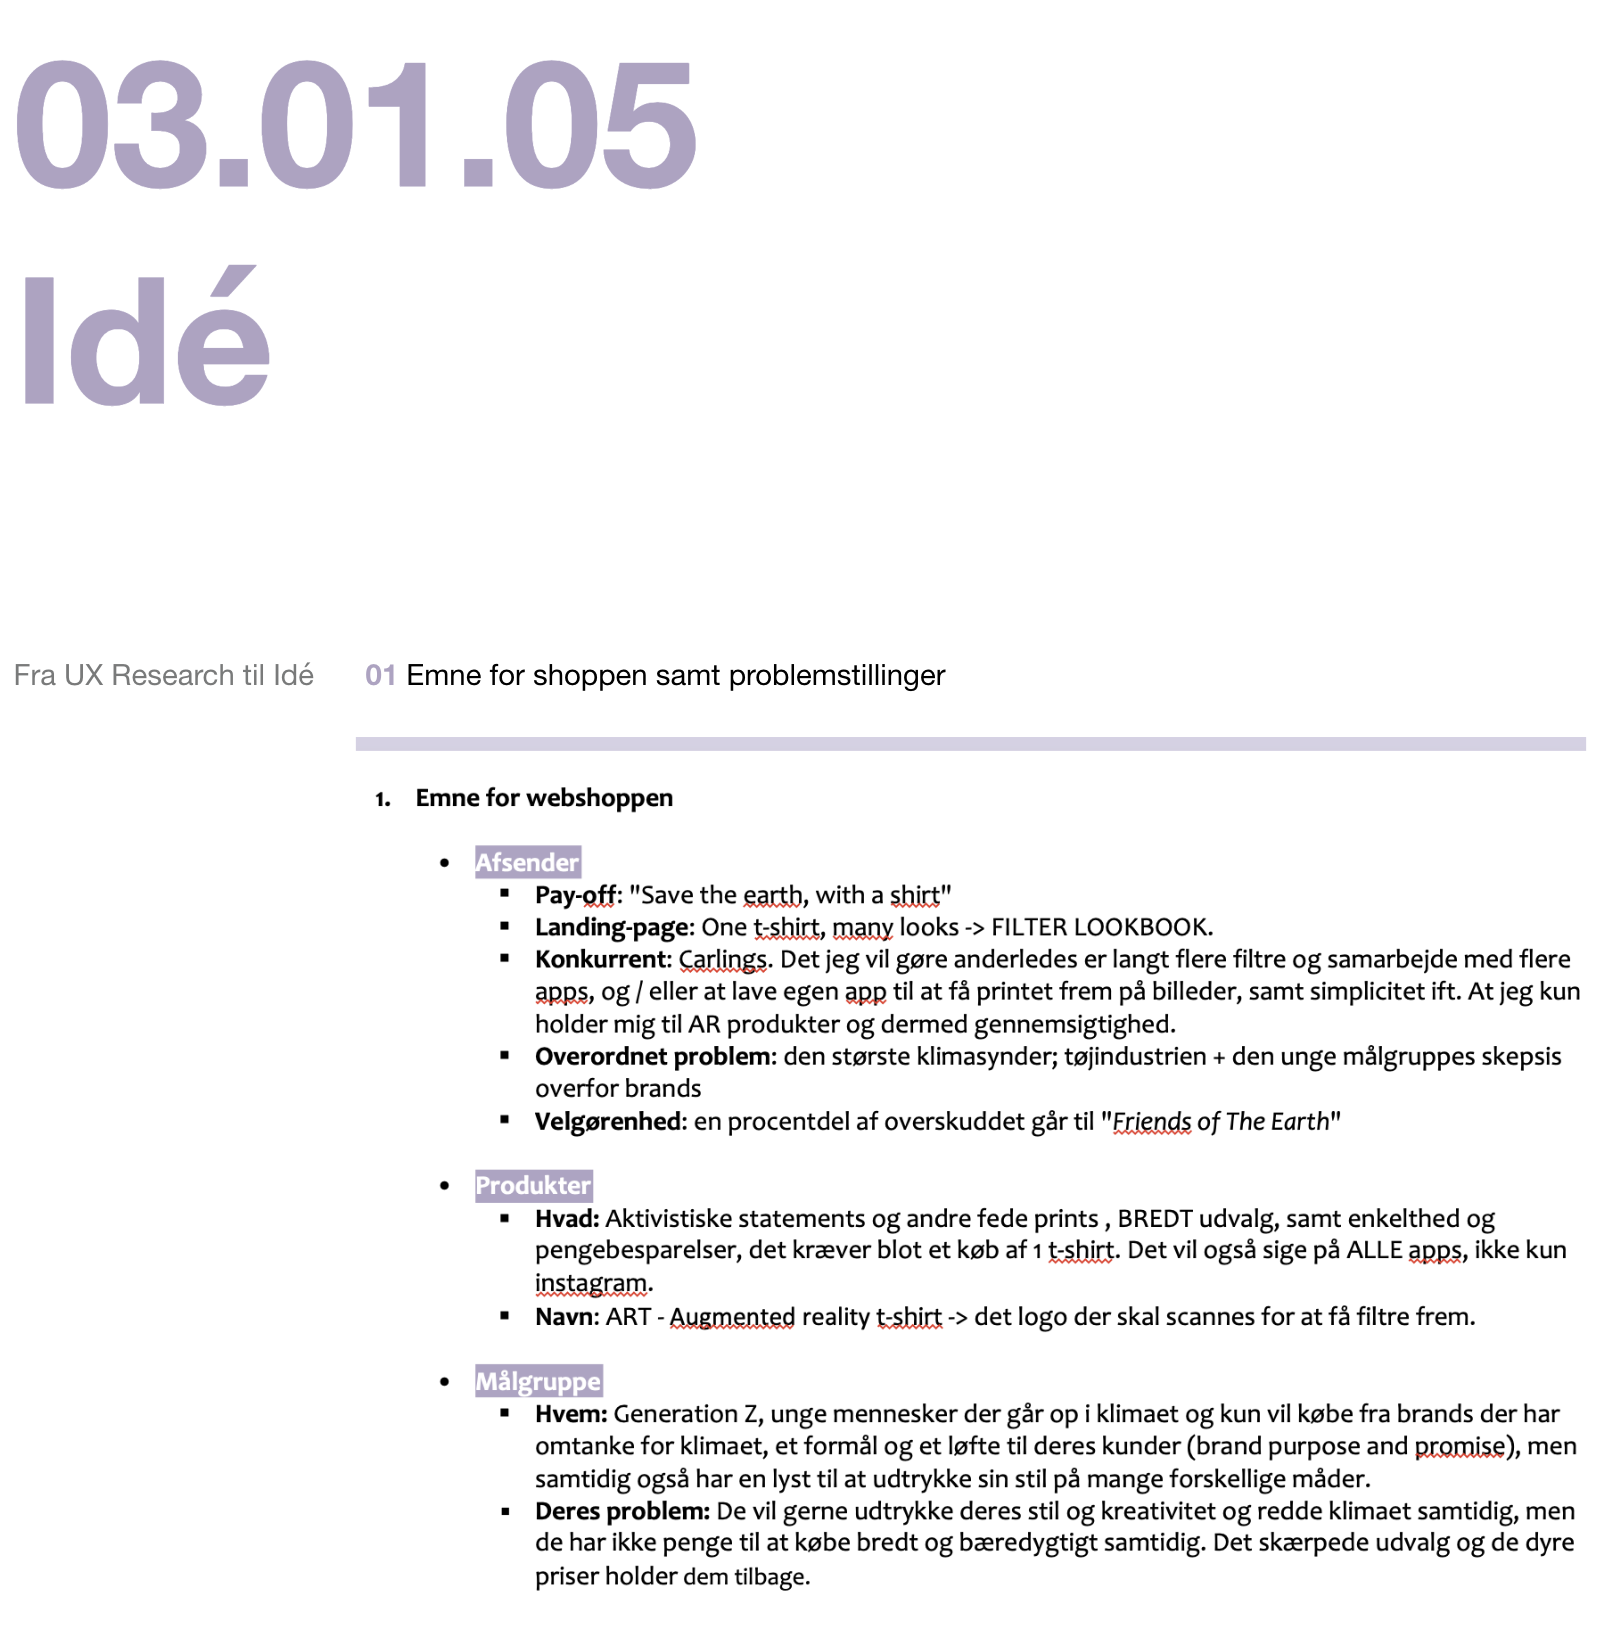 03.01.05
Idé
Fra UX Research til Idé
01 Emne for shoppen samt problemstillinger
1. Emne for webshoppen
• Afsender
▪ Pay-off: "Save the earth, with a shirt"
▪ Landing-page: One t-shirt, many looks -> FILTER LOOKBOOK.
▪ Konkurrent: Carlings. Det jeg vil gøre anderledes er langt flere filtre og samarbejde med flere
apps, og / eller at lave egen app til at få printet frem på billeder, samt simplicitet ift. At jeg kun
holder mig til AR produkter og dermed gennemsigtighed.
▪ Overordnet problem: den største klimasynder; tøjindustrien + den unge målgruppes skepsis
overfor brands
▪ Velgørenhed: en procentdel af overskuddet går til "Friends of The Earth"
• Produkter
▪ Hvad: Aktivistiske statements og andre fede prints , BREDT udvalg, samt enkelthed og
pengebesparelser, det kræver blot et køb af 1 t-shirt. Det vil også sige på ALLE apps, ikke kun
instagram.
▪ Navn: ART - Augmented reality t-shirt -> det logo der skal scannes for at få filtre frem.
• Målgruppe
▪ Hvem: Generation Z, unge mennesker der går op i klimaet og kun vil købe fra brands der har
omtanke for klimaet, et formål og et løfte til deres kunder (brand purpose and promise), men
samtidig også har en lyst til at udtrykke sin stil på mange forskellige måder.
▪ Deres problem: De vil gerne udtrykke deres stil og kreativitet og redde klimaet samtidig, men
de har ikke penge til at købe bredt og bæredygtigt samtidig. Det skærpede udvalg og de dyre
priser holder dem tilbage.